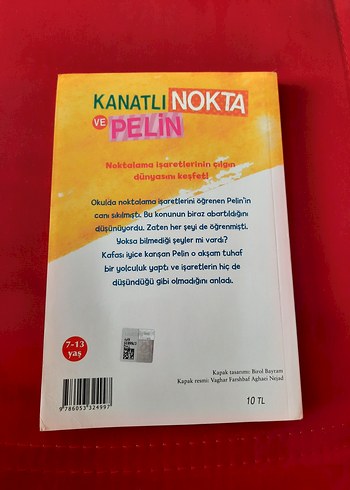 KANATLI NOKTA
VE PELİN
Noktalama işaretlerinin çılgın
dünyasını keşfet!
Okulda noktalama işaretlerini öğrenen Pelin'in
canı sıkılmıştı. Bu konunun biraz abartıldığını
düşünüyordu. Zaten her şeyi de öğrenmişti.
Yoksa bilmediği şeyler mi vardı?
Kafası iyice karışan Pelin o akşam tuhaf
bir yolculuk yaptı ve işaretlerin hiç de
düşündüğü gibi olmadığını anladı.
7-13
yaş
Kapak tasarımı: Birol Bayram
Kapak resmi: Vaghar Farshbaf Aghaei Nejad
9 786053 324997
10 TL